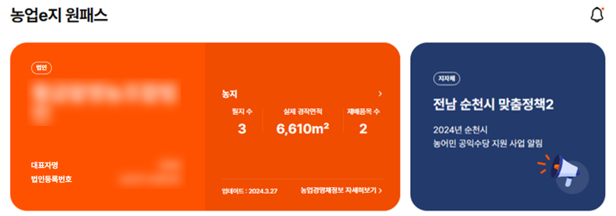 농업e지 원패스
법인
대표자명
법인등록번호
농지
필지 수
실제 경작면적
재배품목 수
3
6,610m²
2
업데이트 : 2024.3.27
농업경영체정보 자세히보기
지자체
전남 순천시 맞춤정책2
2024년 순천시
농어민 공익수당 지원 사업 알림